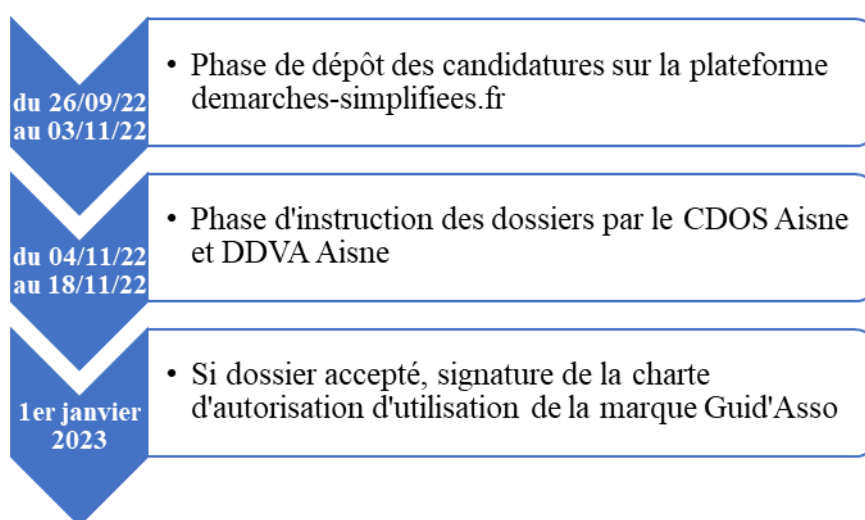 du 26/09/22
au 03/11/22
• Phase de dépôt des candidatures sur la plateforme
demarches-simplifiees.fr
du 04/11/22
au 18/11/22
• Phase d'instruction des dossiers par le CDOS Aisne
et DDVA Aisne
1er janvier
2023
• Si dossier accepté, signature de la charte
d'autorisation d'utilisation de la marque Guid'Asso